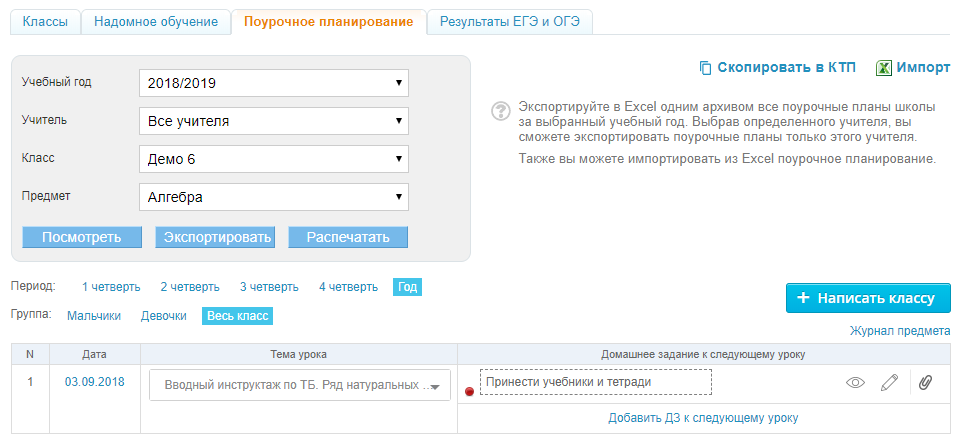 Классы Надомное обучение Поурочное планирование Результаты ЕГЭ и ОГЭ
Скопировать в КТП Импорт
Учебный год 2018/2019
Учитель Все учителя
Класс Демо 6
Предмет Алгебра
Посмотреть Экспортировать Распечатать
? Экспортируйте в Excel одним архивом все поурочные планы школы
за выбранный учебный год. Выбрав определенного учителя, вы
сможете экспортировать поурочные планы только этого учителя.
Также вы можете импортировать из Excel поурочное планирование.
Период: 1 четверть 2 четверть 3 четверть 4 четверть Год
Группа: Мальчики Девочки Весь класс
+ Написать классу
Журнал предмета
N Дата Тема урока Домашнее задание к следующему уроку
1 03.09.2018 Вводный инструктаж по ТБ. Ряд натуральных ... Принести учебники и тетради
Добавить ДЗ к следующему уроку